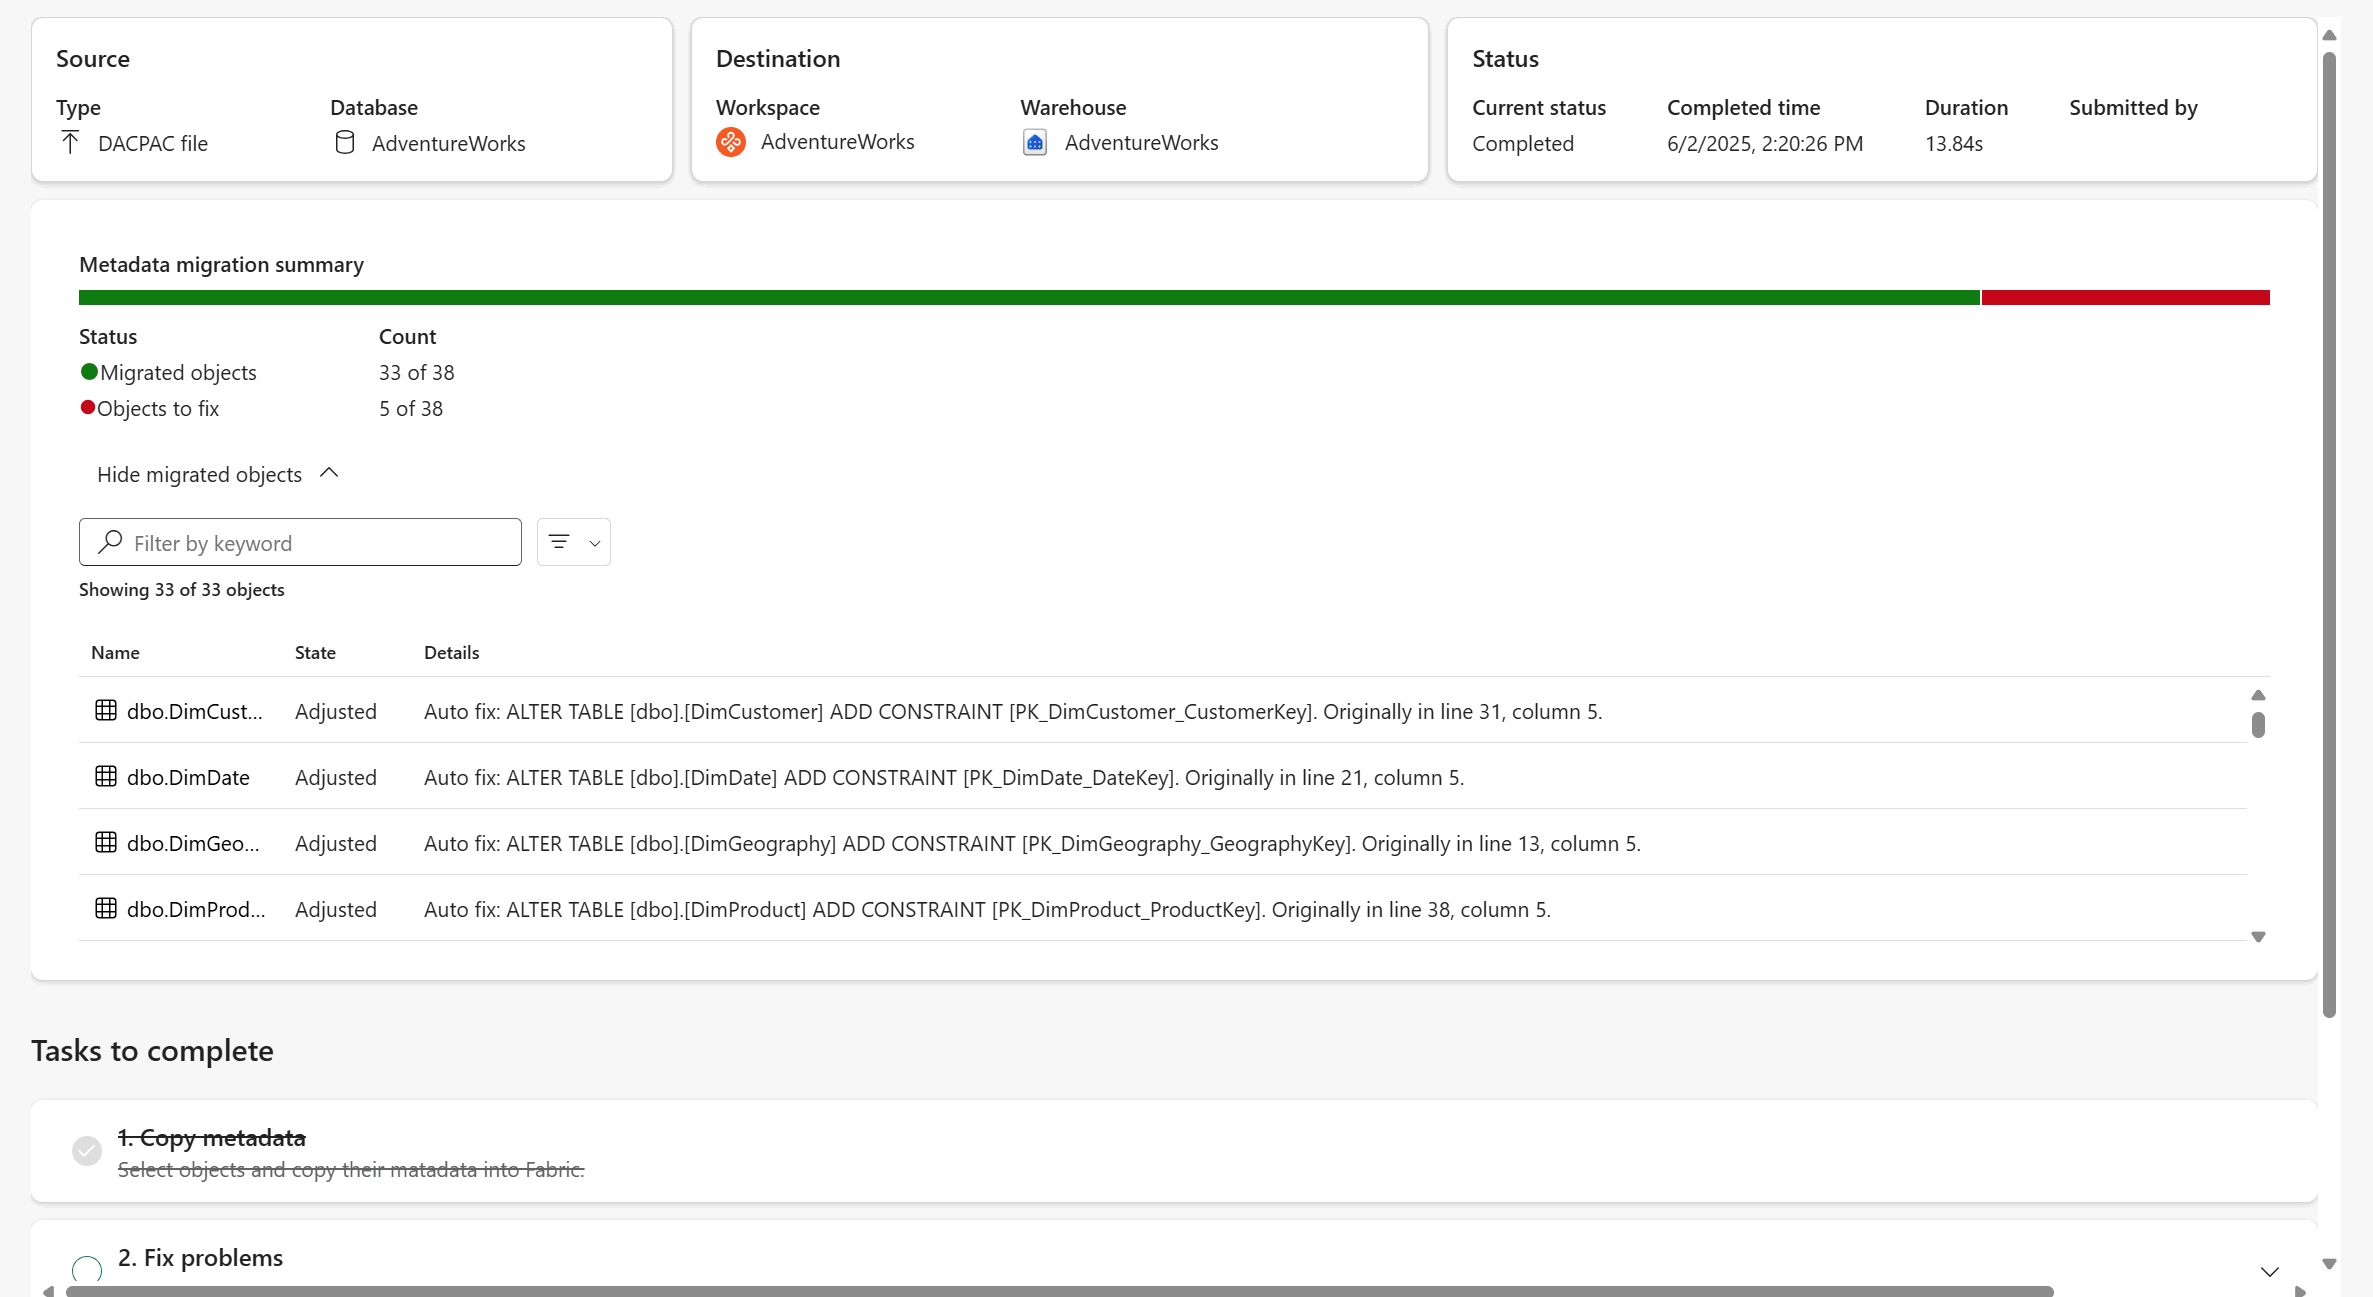 Source
Type
Database
DACPAC file
AdventureWorks
Destination
Workspace
Warehouse
AdventureWorks
AdventureWorks
Status
Current status
Completed time
Duration
Submitted by
Completed
6/2/2025, 2:20:26 PM
13.84s
Metadata migration summary
Status
Count
Migrated objects
33 of 38
Objects to fix
5 of 38
Hide migrated objects
Filter by keyword
Showing 33 of 33 objects
Name
State
Details
dbo.DimCust...
Adjusted
Auto fix: ALTER TABLE [dbo].[DimCustomer] ADD CONSTRAINT [PK_DimCustomer_CustomerKey]. Originally in line 31, column 5.
dbo.DimDate
Adjusted
Auto fix: ALTER TABLE [dbo].[DimDate] ADD CONSTRAINT [PK_DimDate_DateKey]. Originally in line 21, column 5.
dbo.DimGeo...
Adjusted
Auto fix: ALTER TABLE [dbo].[DimGeography] ADD CONSTRAINT [PK_DimGeography_GeographyKey]. Originally in line 13, column 5.
dbo.DimProd...
Adjusted
Auto fix: ALTER TABLE [dbo].[DimProduct] ADD CONSTRAINT [PK_DimProduct_ProductKey]. Originally in line 38, column 5.
Tasks to complete
1. Copy metadata
Select objects and copy their matadata into Fabric.
2. Fix problems